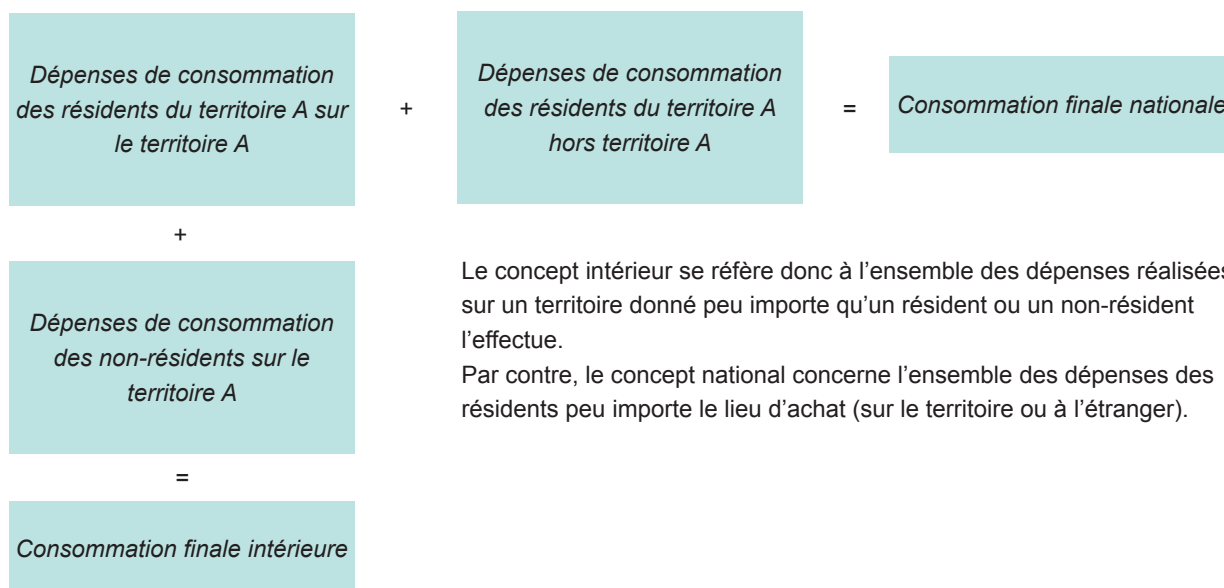 Dépenses de consommation
des résidents du territoire A sur
le territoire A
+
Dépenses de consommation
des résidents du territoire A
hors territoire A
=
Consommation finale nationale
+
Dépenses de consommation
des non-résidents sur le
territoire A
=
Consommation finale intérieure
Le concept intérieur se réfère donc à l’ensemble des dépenses réalisées
sur un territoire donné peu importe qu’un résident ou un non-résident
l’effectue.
Par contre, le concept national concerne l’ensemble des dépenses des
résidents peu importe le lieu d’achat (sur le territoire ou à l’étranger).